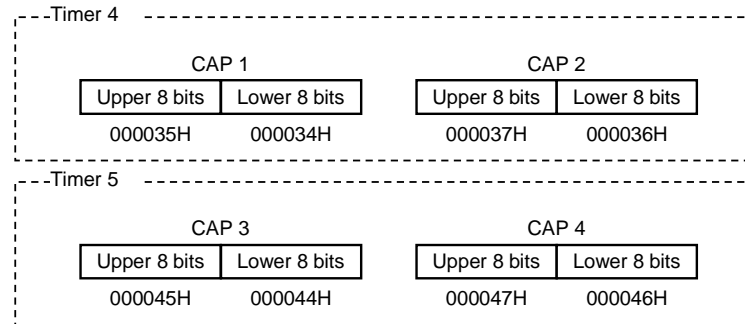 Timer 4
CAP 1 CAP 2
Upper 8 bits Lower 8 bits Upper 8 bits Lower 8 bits
000035H 000034H 000037H 000036H
Timer 5
CAP 3 CAP 4
Upper 8 bits Lower 8 bits Upper 8 bits Lower 8 bits
000045H 000044H 000047H 000046H